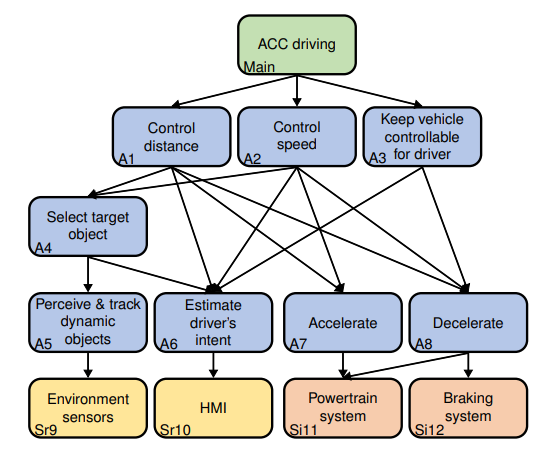 ACC driving
Main
Control
distance
A1
Control
speed
A2
Keep vehicle
controllable
for driver
A3
Select target
object
A4
Perceive & track
dynamic
objects
A5
Estimate
driver's
intent
A6
Accelerate
A7
Decelerate
A8
Environment
sensors
Sr9
HMI
Sr10
Powertrain
system
Si11
Braking
system
Si12